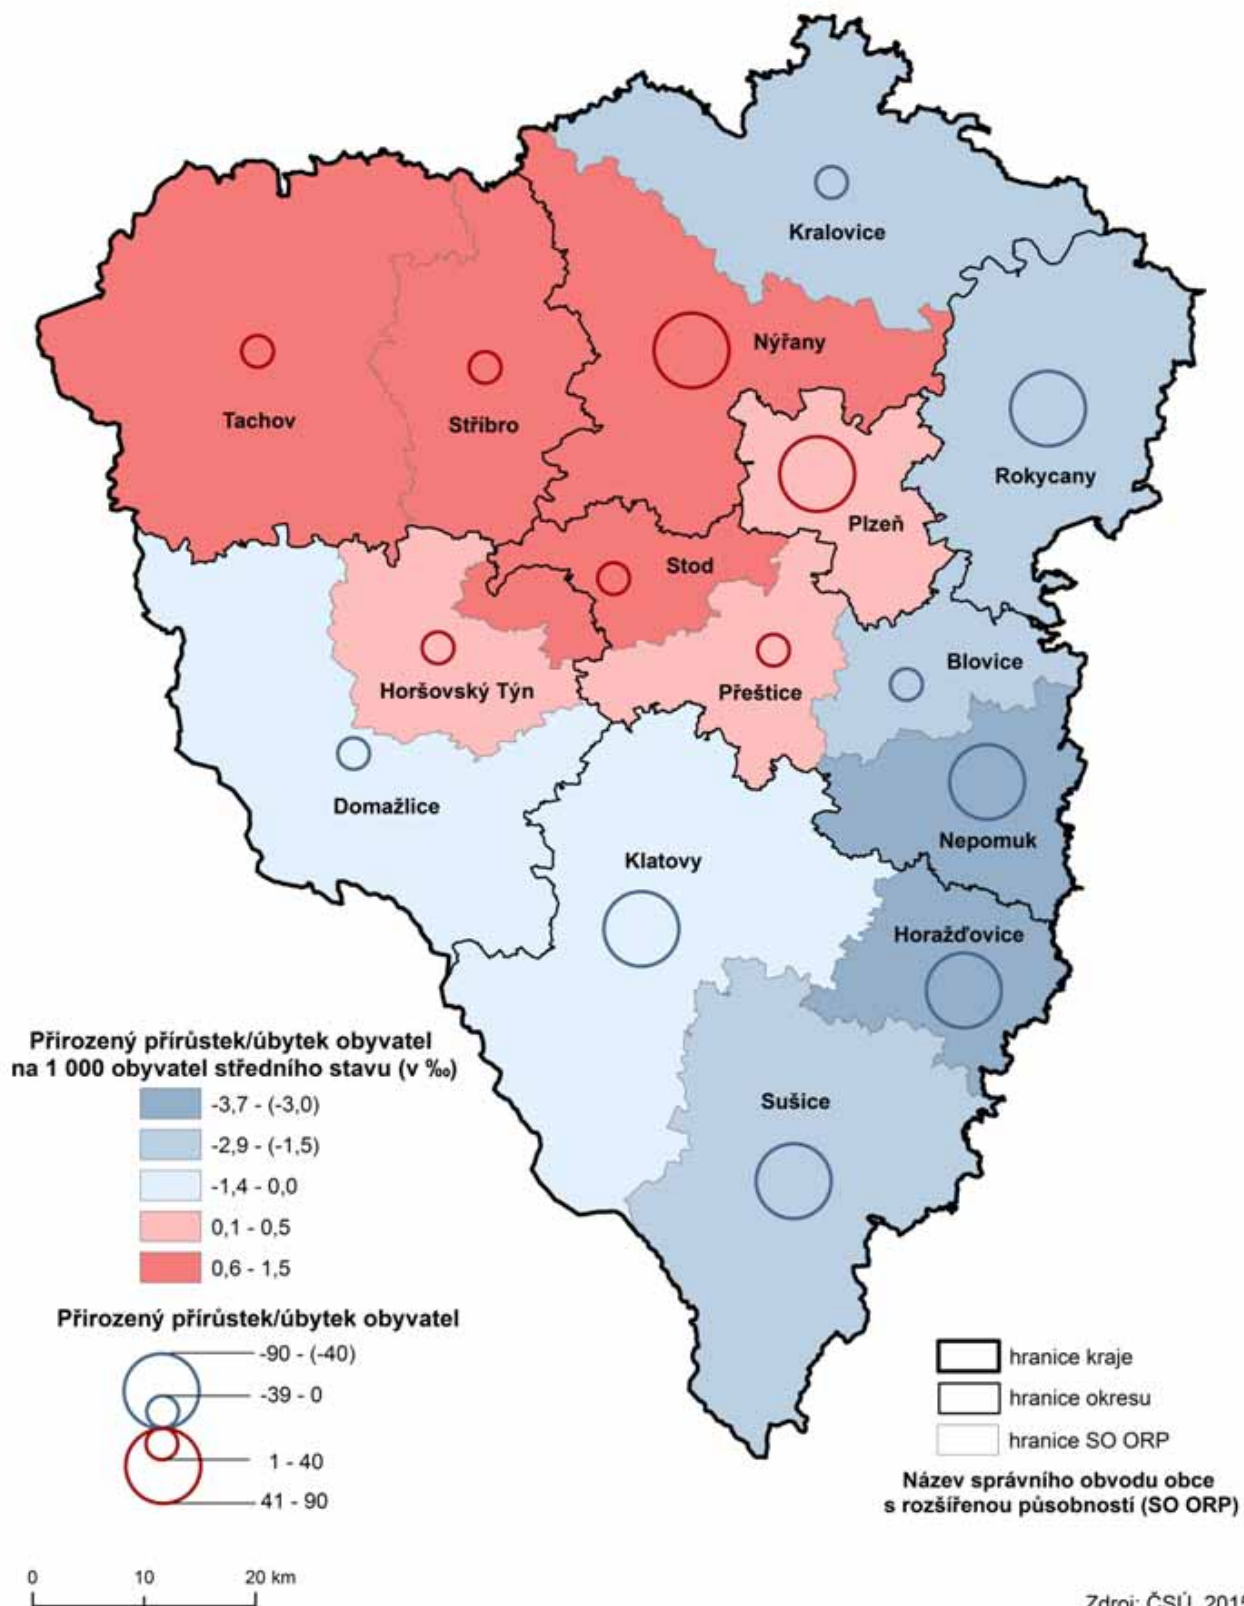 Kralovice
Nýřany
Tachov
Stříbro
Rokycany
Plzeň
Stod
Blovice
Horšovský Týn
Přeštice
Domažlice
Nepomuk
Klatovy
Horažďovice
Sušice
Přirozený přírůstek/úbytek obyvatel
na 1 000 obyvatel středního stavu (v ‰)
-3,7 - (-3,0)
-2,9 - (-1,5)
-1,4 - 0,0
0,1 - 0,5
0,6 - 1,5
Přirozený přírůstek/úbytek obyvatel
-90 - (-40)
-39 - 0
1 - 40
41 - 90
hranice kraje
hranice okresu
hranice SO ORP
Název správního obvodu obce
s rozšířenou působností (SO ORP)
0 10 20 km
Zdroj: ČSÚ, 2015